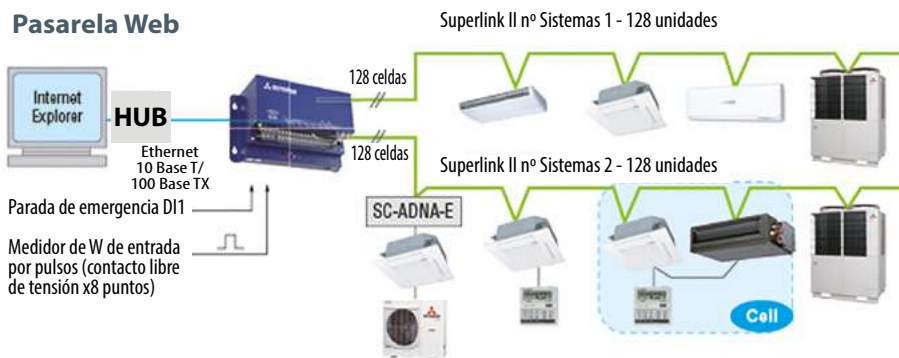 Pasarela Web
Superlink II nº Sistemas 1 - 128 unidades
128 celdas
Internet
Explorer
HUB
Ethernet
10 Base T/
100 Base TX
128 celdas
Superlink II nº Sistemas 2 - 128 unidades
Parada de emergencia DI1
SC-ADNA-E
Medidor de W de entrada
por pulsos (contacto libre
de tensión x8 puntos)
Cell